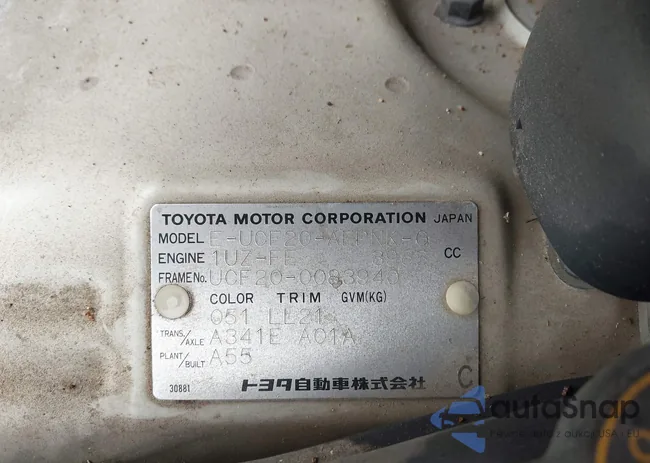 TOYOTA MOTOR CORPORATION JAPAN
MODEL E-UCF20-AEPNK-G
ENGINE 1UZ-FE CC
FRAME No. UCF20-0083940
COLOR TRIM GVM(KG)
051 LL21
TRANS./AXLE A341E A01A
PLANT/BUILT A55
30881 トヨタ自動車株式会社 C
autoSnap